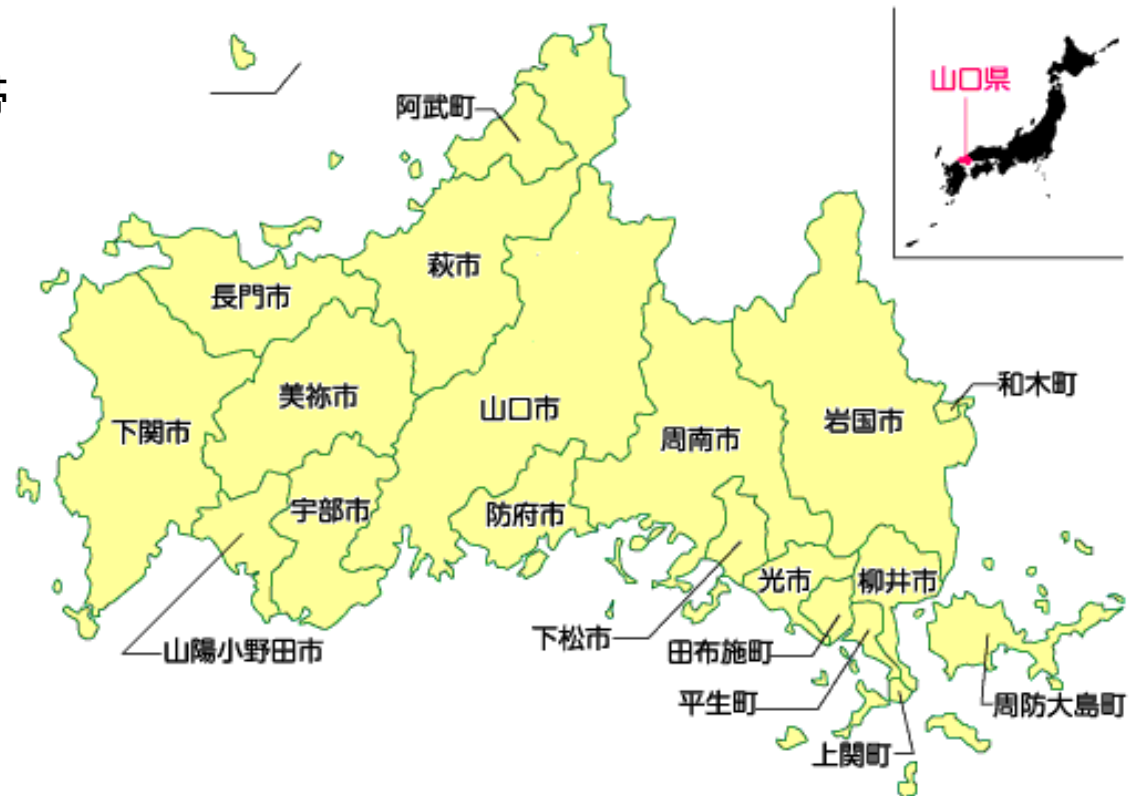 山口県
阿武町
萩市
長門市
和木町
美祢市
山口市
岩国市
下関市
周南市
宇部市
防府市
光市
柳井市
下松市
山陽小野田市
田布施町
平生町
周防大島町
上関町